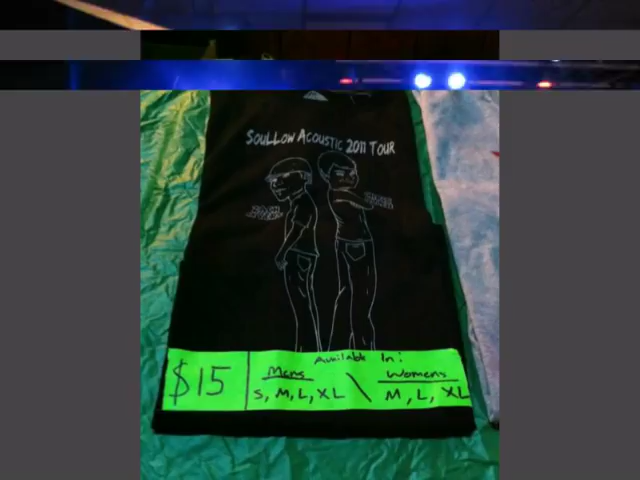 SOULLOW ACOUSTIC 2011 TOUR
$15
Available In:
Mens
S, M, L, XL \
Womens
M, L, XL